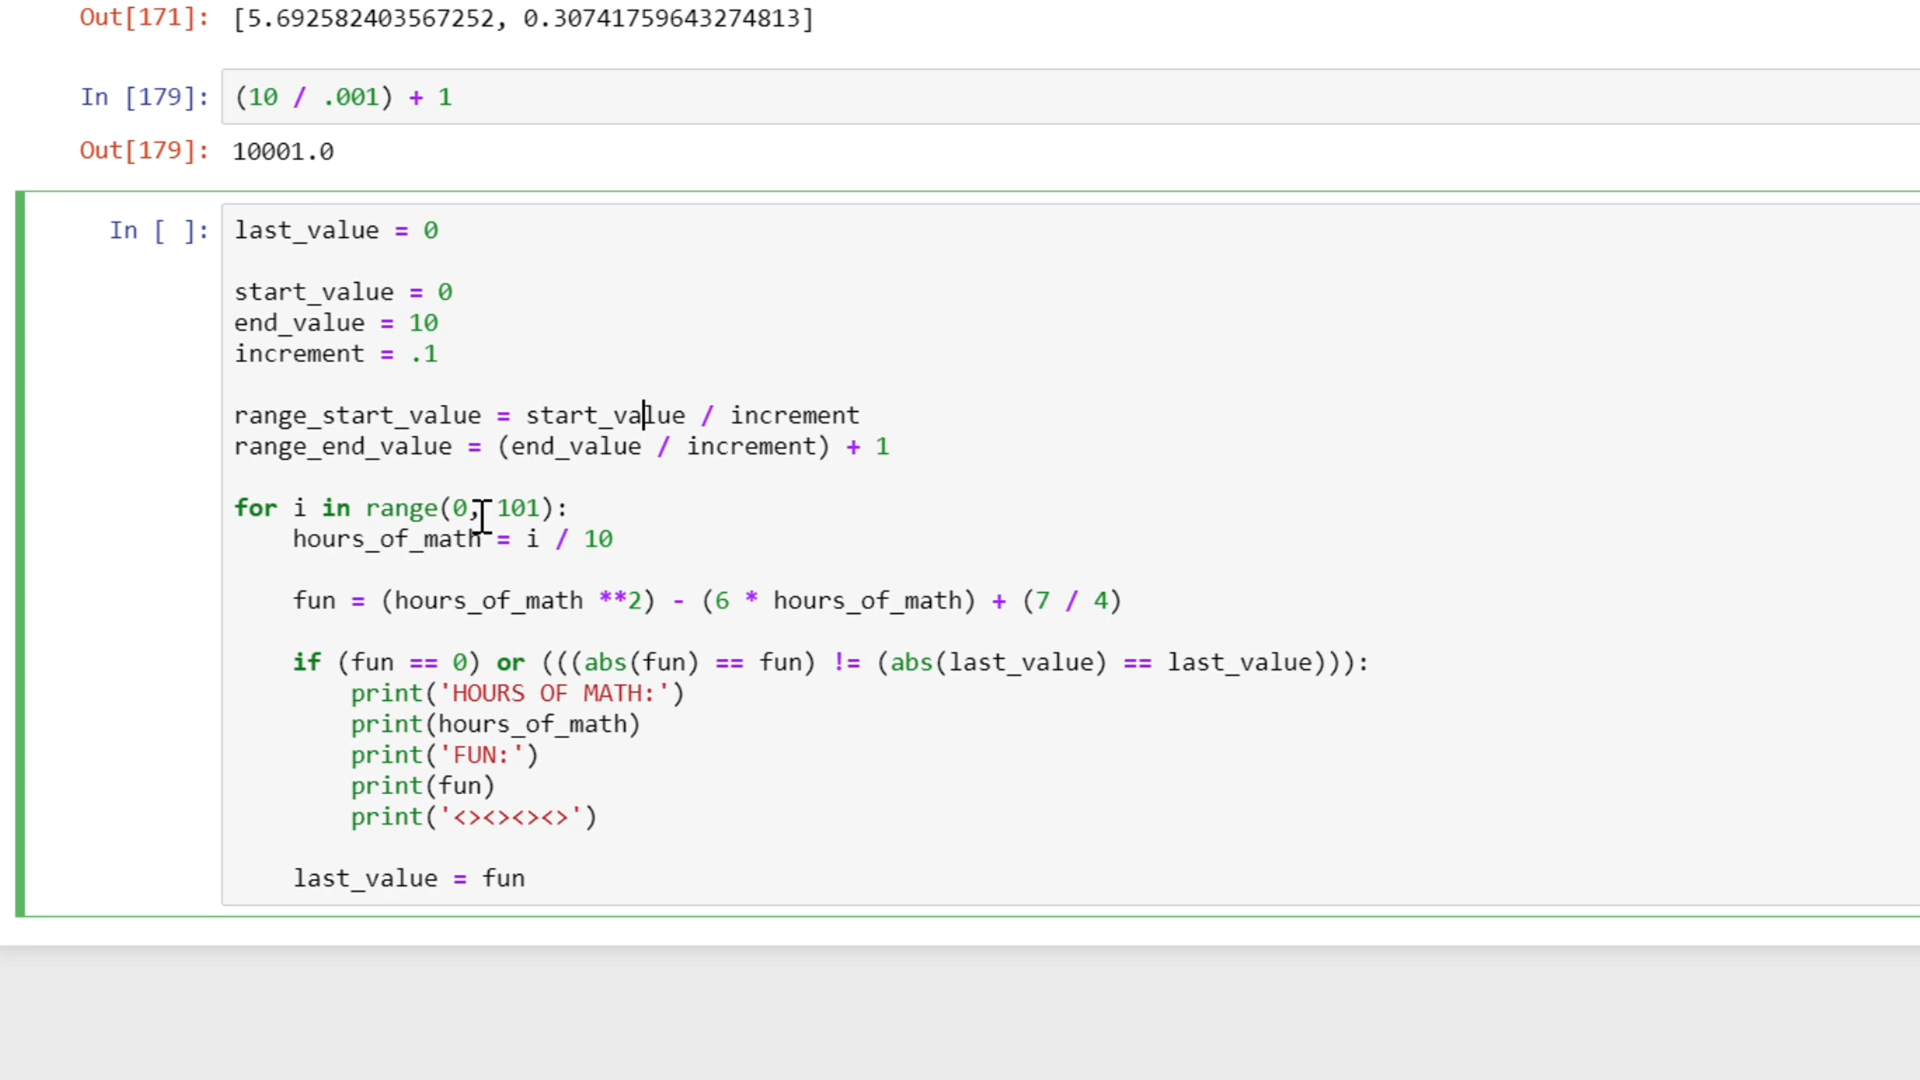 Out[171]: [5.692582403567252, 0.30741759643274813]
In [179]: (10 / .001) + 1
Out[179]: 10001.0
In [ ]: last_value = 0
start_value = 0
end_value = 10
increment = .1
range_start_value = start_value / increment
range_end_value = (end_value / increment) + 1
for i in range(0, 101):
    hours_of_math = i / 10
    fun = (hours_of_math **2) - (6 * hours_of_math) + (7 / 4)
    if (fun == 0) or (((abs(fun) == fun) != (abs(last_value) == last_value))):
        print('HOURS OF MATH:')
        print(hours_of_math)
        print('FUN:')
        print(fun)
        print('<><><><>')
    last_value = fun